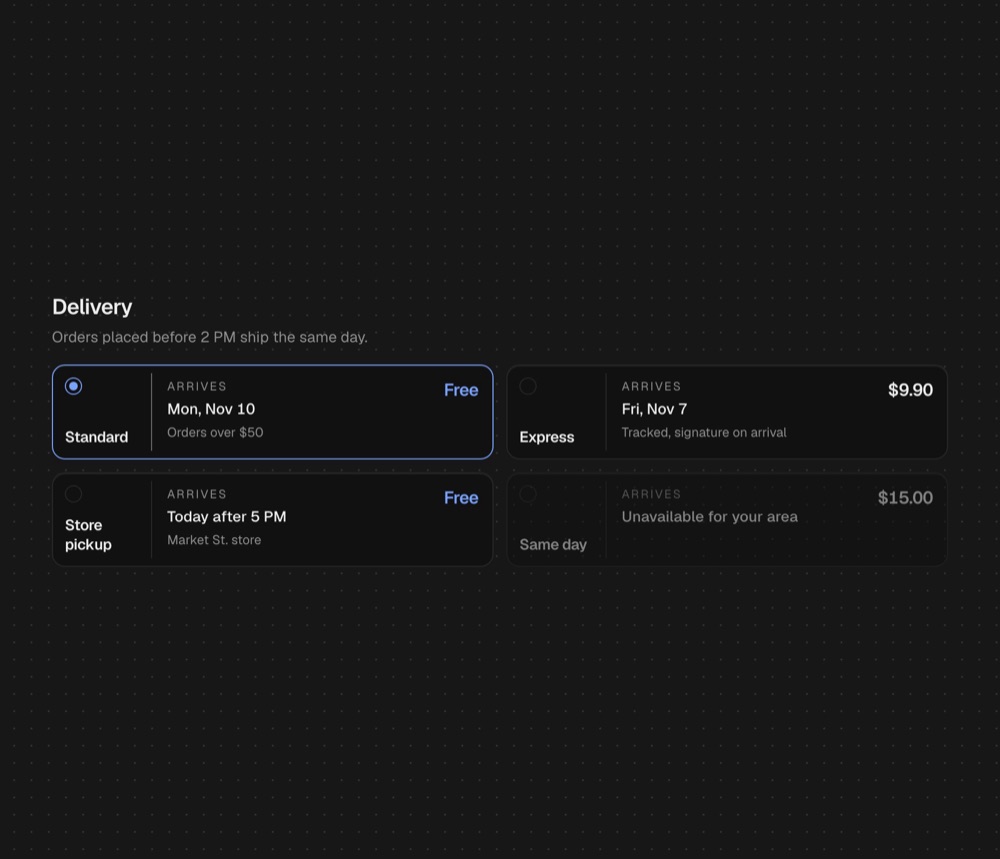 Delivery
Orders placed before 2 PM ship the same day.
Standard
ARRIVES
Mon, Nov 10
Orders over $50
Free
Express
ARRIVES
Fri, Nov 7
Tracked, signature on arrival
$9.90
Store
pickup
ARRIVES
Today after 5 PM
Market St. store
Free
Same day
ARRIVES
Unavailable for your area
$15.00